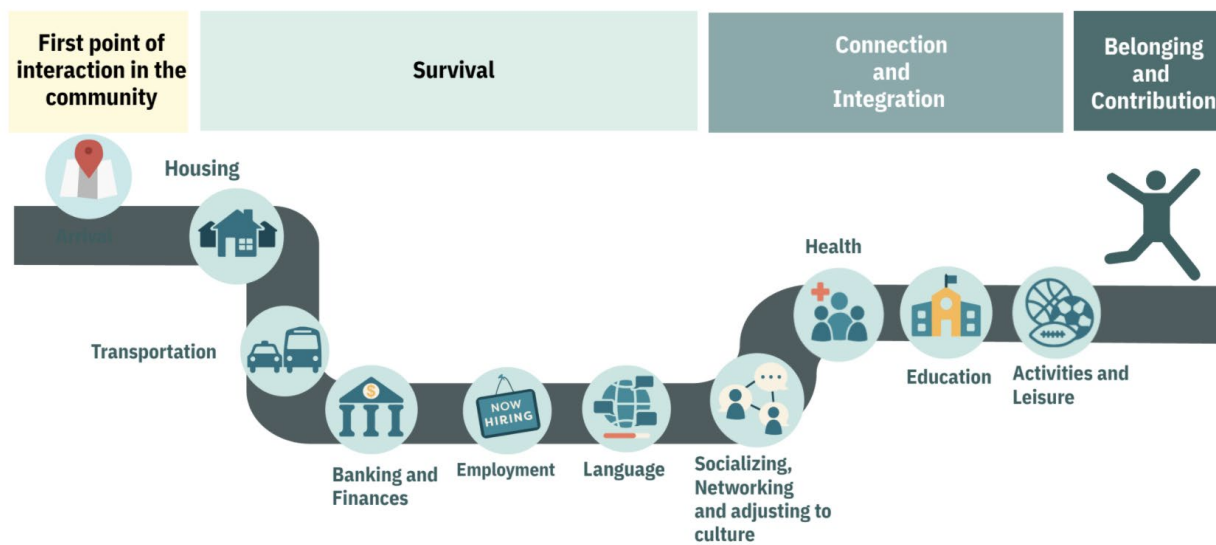 First point of
interaction in the
community
Survival
Connection
and
Integration
Belonging
and
Contribution
Arrival
Housing
Transportation
$
Banking and
Finances
NOW
HIRING
Employment
Language
Socializing,
Networking
and adjusting to
culture
Health
Education
Activities and
Leisure